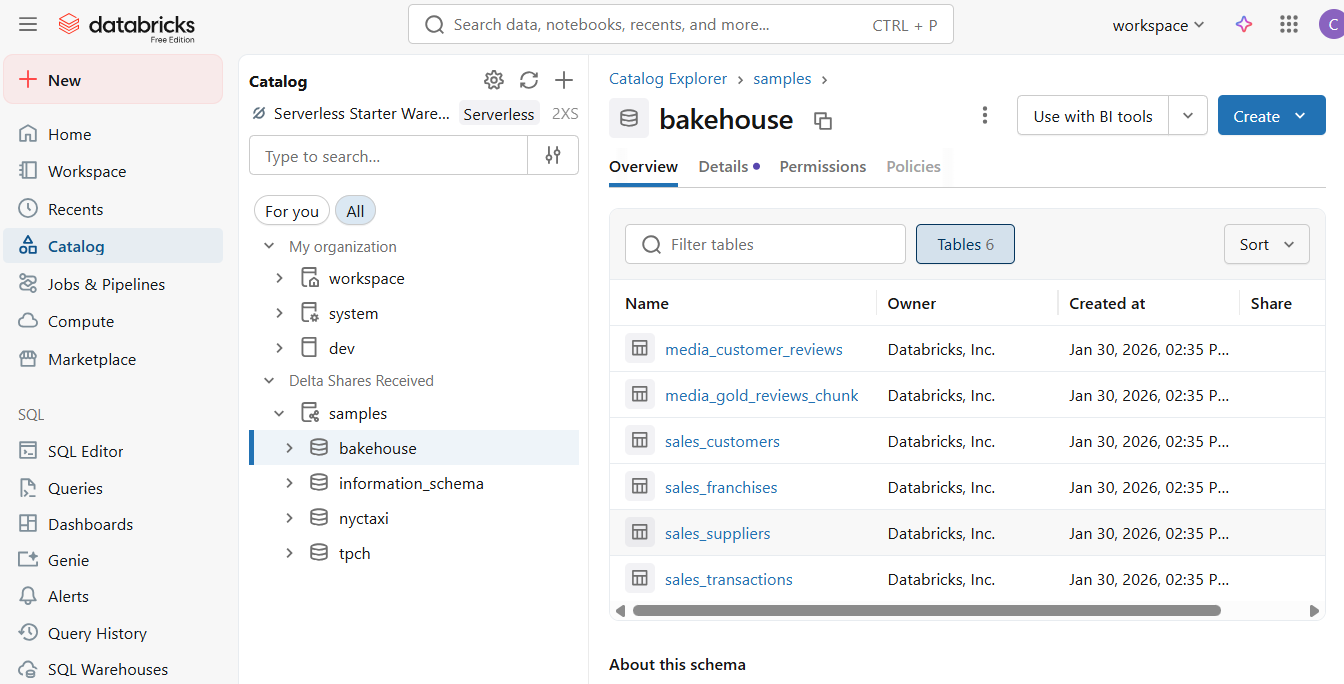 databricks
Free Edition
Search data, notebooks, recents, and more...
CTRL + P
workspace
C
New
Home
Workspace
Recents
Catalog
Jobs & Pipelines
Compute
Marketplace
SQL
SQL Editor
Queries
Dashboards
Genie
Alerts
Query History
SQL Warehouses
Catalog
Serverless Starter Ware... Serverless 2XS
Type to search...
For you All
My organization
workspace
system
dev
Delta Shares Received
samples
bakehouse
information_schema
nyctaxi
tpch
Catalog Explorer › samples ›
bakehouse
Use with BI tools
Create
Overview Details Permissions Policies
Filter tables
Tables 6
Sort
Name Owner Created at Share
media_customer_reviews Databricks, Inc. Jan 30, 2026, 02:35 P...
media_gold_reviews_chunk Databricks, Inc. Jan 30, 2026, 02:35 P...
sales_customers Databricks, Inc. Jan 30, 2026, 02:35 P...
sales_franchises Databricks, Inc. Jan 30, 2026, 02:35 P...
sales_suppliers Databricks, Inc. Jan 30, 2026, 02:35 P...
sales_transactions Databricks, Inc. Jan 30, 2026, 02:35 P...
About this schema